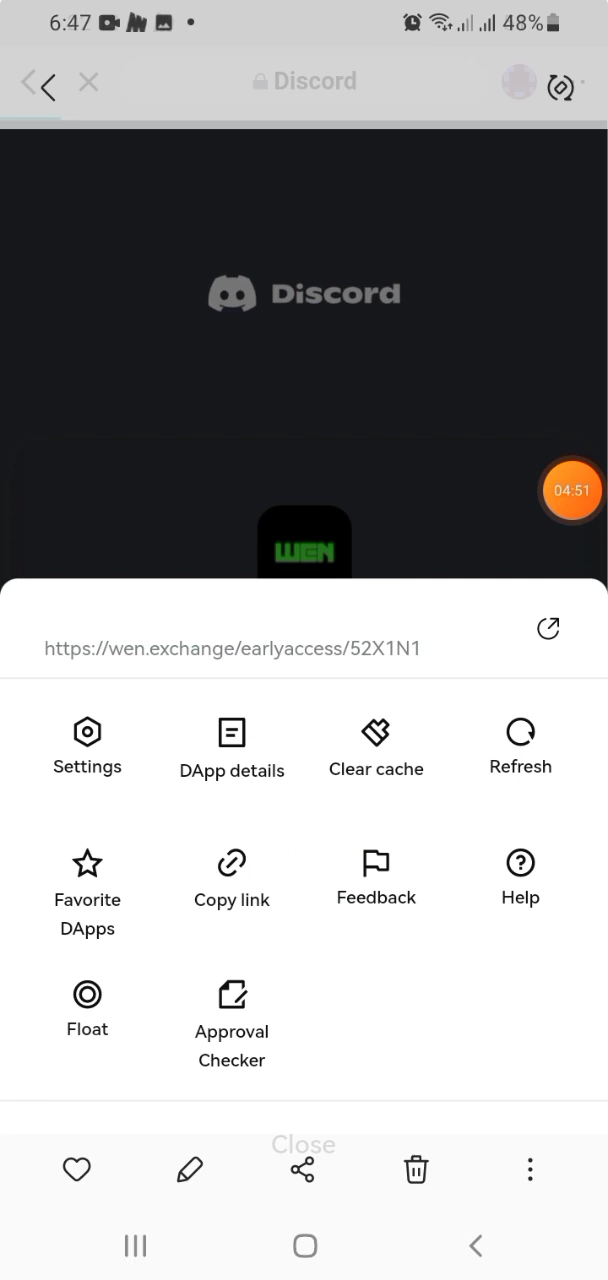 6:47
48%
Discord
Discord
04:51
WEN
https://wen.exchange/earlyaccess/52X1N1
Settings
DApp details
Clear cache
Refresh
Favorite
DApps
Copy link
Feedback
Help
Float
Approval
Checker
Close